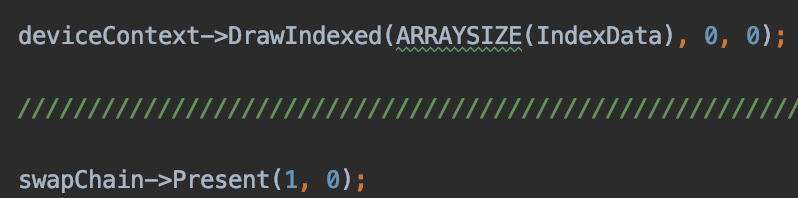 deviceContext->DrawIndexed(ARRAYSIZE(IndexData), 0, 0);
////////////////////////////////////////////////////////
swapChain->Present(1, 0);